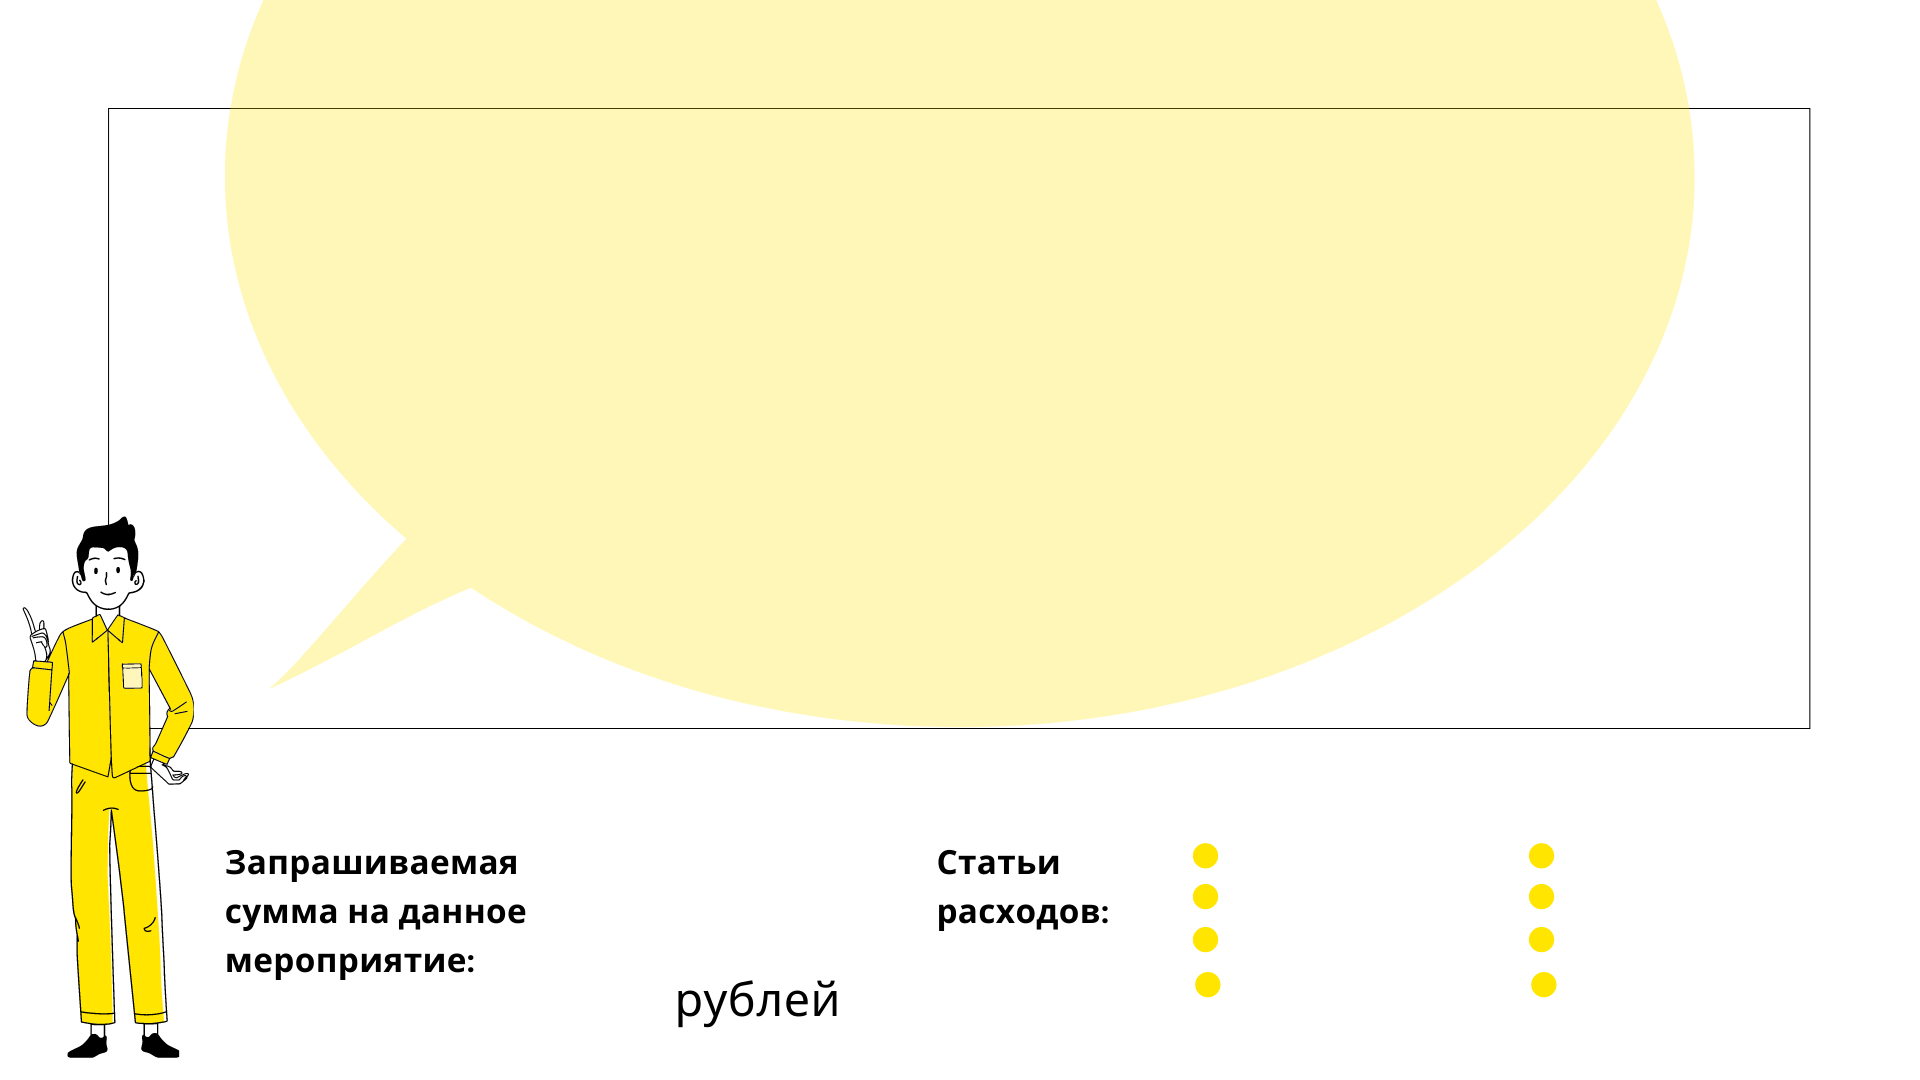 Запрашиваемая
сумма на данное
мероприятие:
рублей
Статьи
расходов: